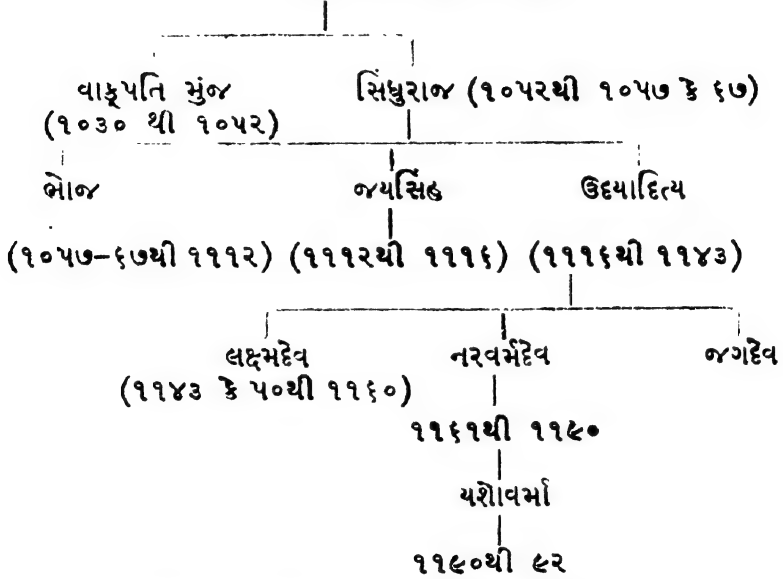 વાક્પતિ મુંજ સિંધુરાજ (૧૦૫૨થી ૧૦૫૭ કે ૬૭)
(૧૦૩૦ થી ૧૦૫૨)
ભોજ જયસિંહ ઉદયાદિત્ય
(૧૦૫૭-૬૭થી ૧૧૧૨) (૧૧૧૨થી ૧૧૧૬) (૧૧૧૬થી ૧૧૪૩)
લક્ષ્મદેવ નરવર્મદેવ જગદેવ
(૧૧૪૩ કે ૫૦થી ૧૧૬૦)
૧૧૬૧થી ૧૧૯૦
યશોવર્મા
૧૧૯૦થી ૯૨